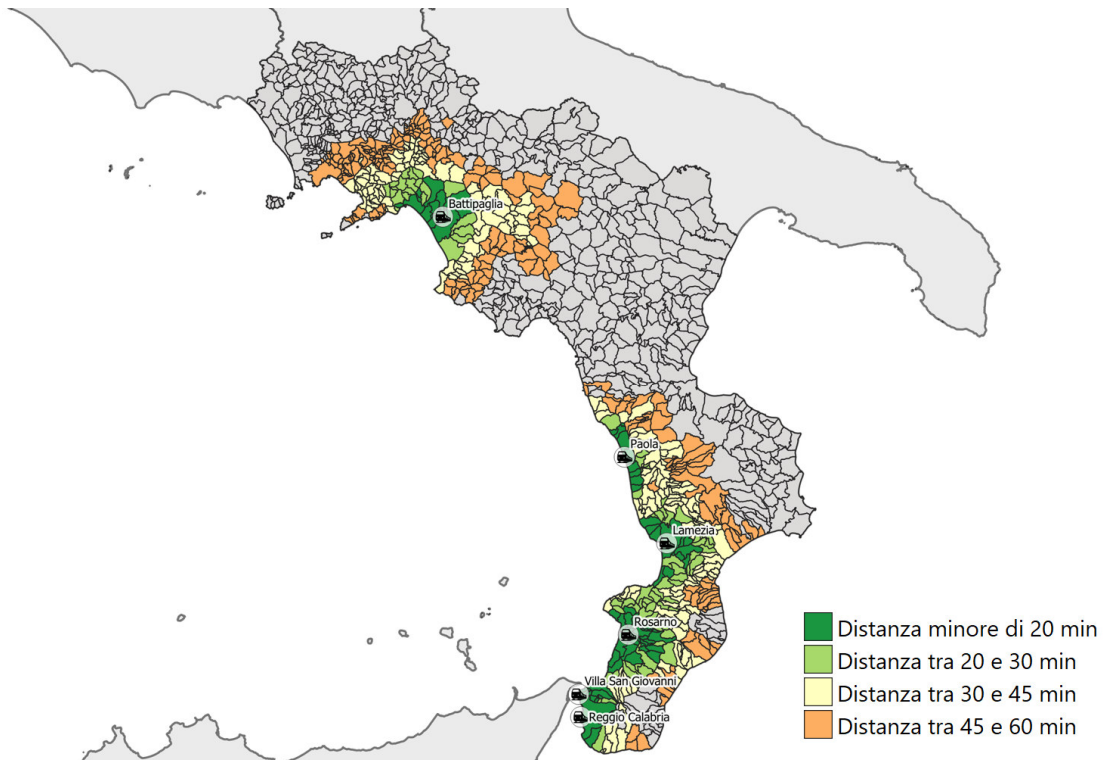 Battipaglia
Paola
Lamezia
Rosarno
Villa San Giovanni
Reggio Calabria
Distanza minore di 20 min
Distanza tra 20 e 30 min
Distanza tra 30 e 45 min
Distanza tra 45 e 60 min